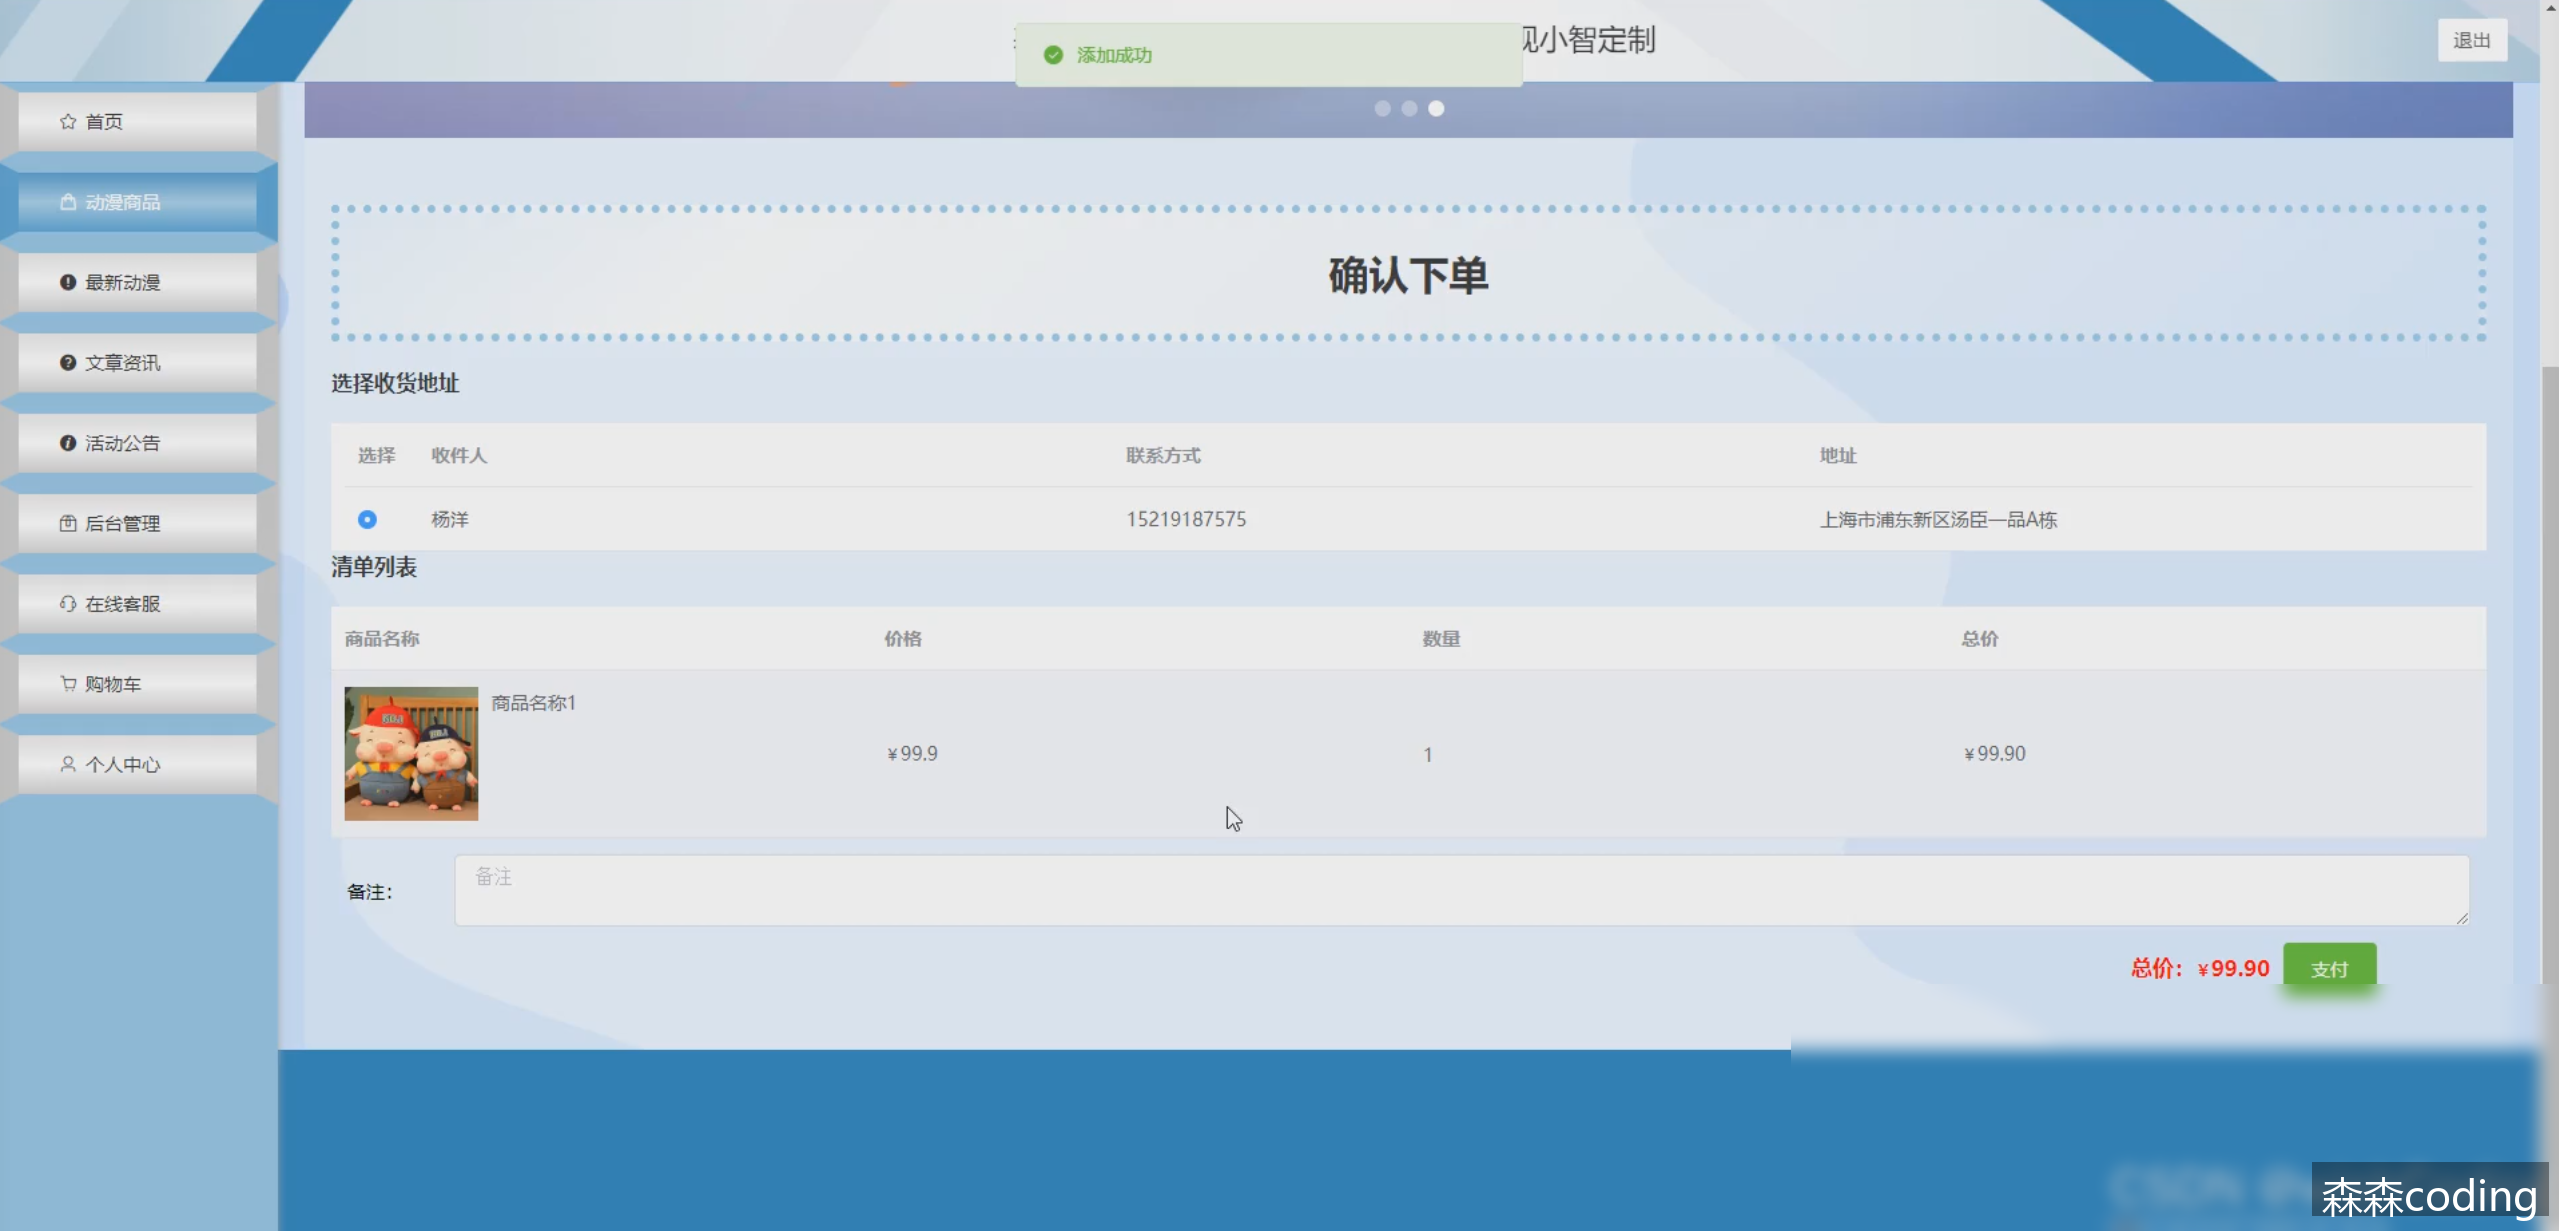 添加成功
现小智定制
退出
首页
动漫商品
最新动漫
文章资讯
活动公告
后台管理
在线客服
购物车
个人中心
确认下单
选择收货地址
选择 收件人 联系方式 地址
杨洋 15219187575 上海市浦东新区汤臣一品A栋
清单列表
商品名称 价格 数量 总价
商品名称1
¥99.9 1 ¥99.90
备注: 备注
总价: ¥99.90 支付
森森coding